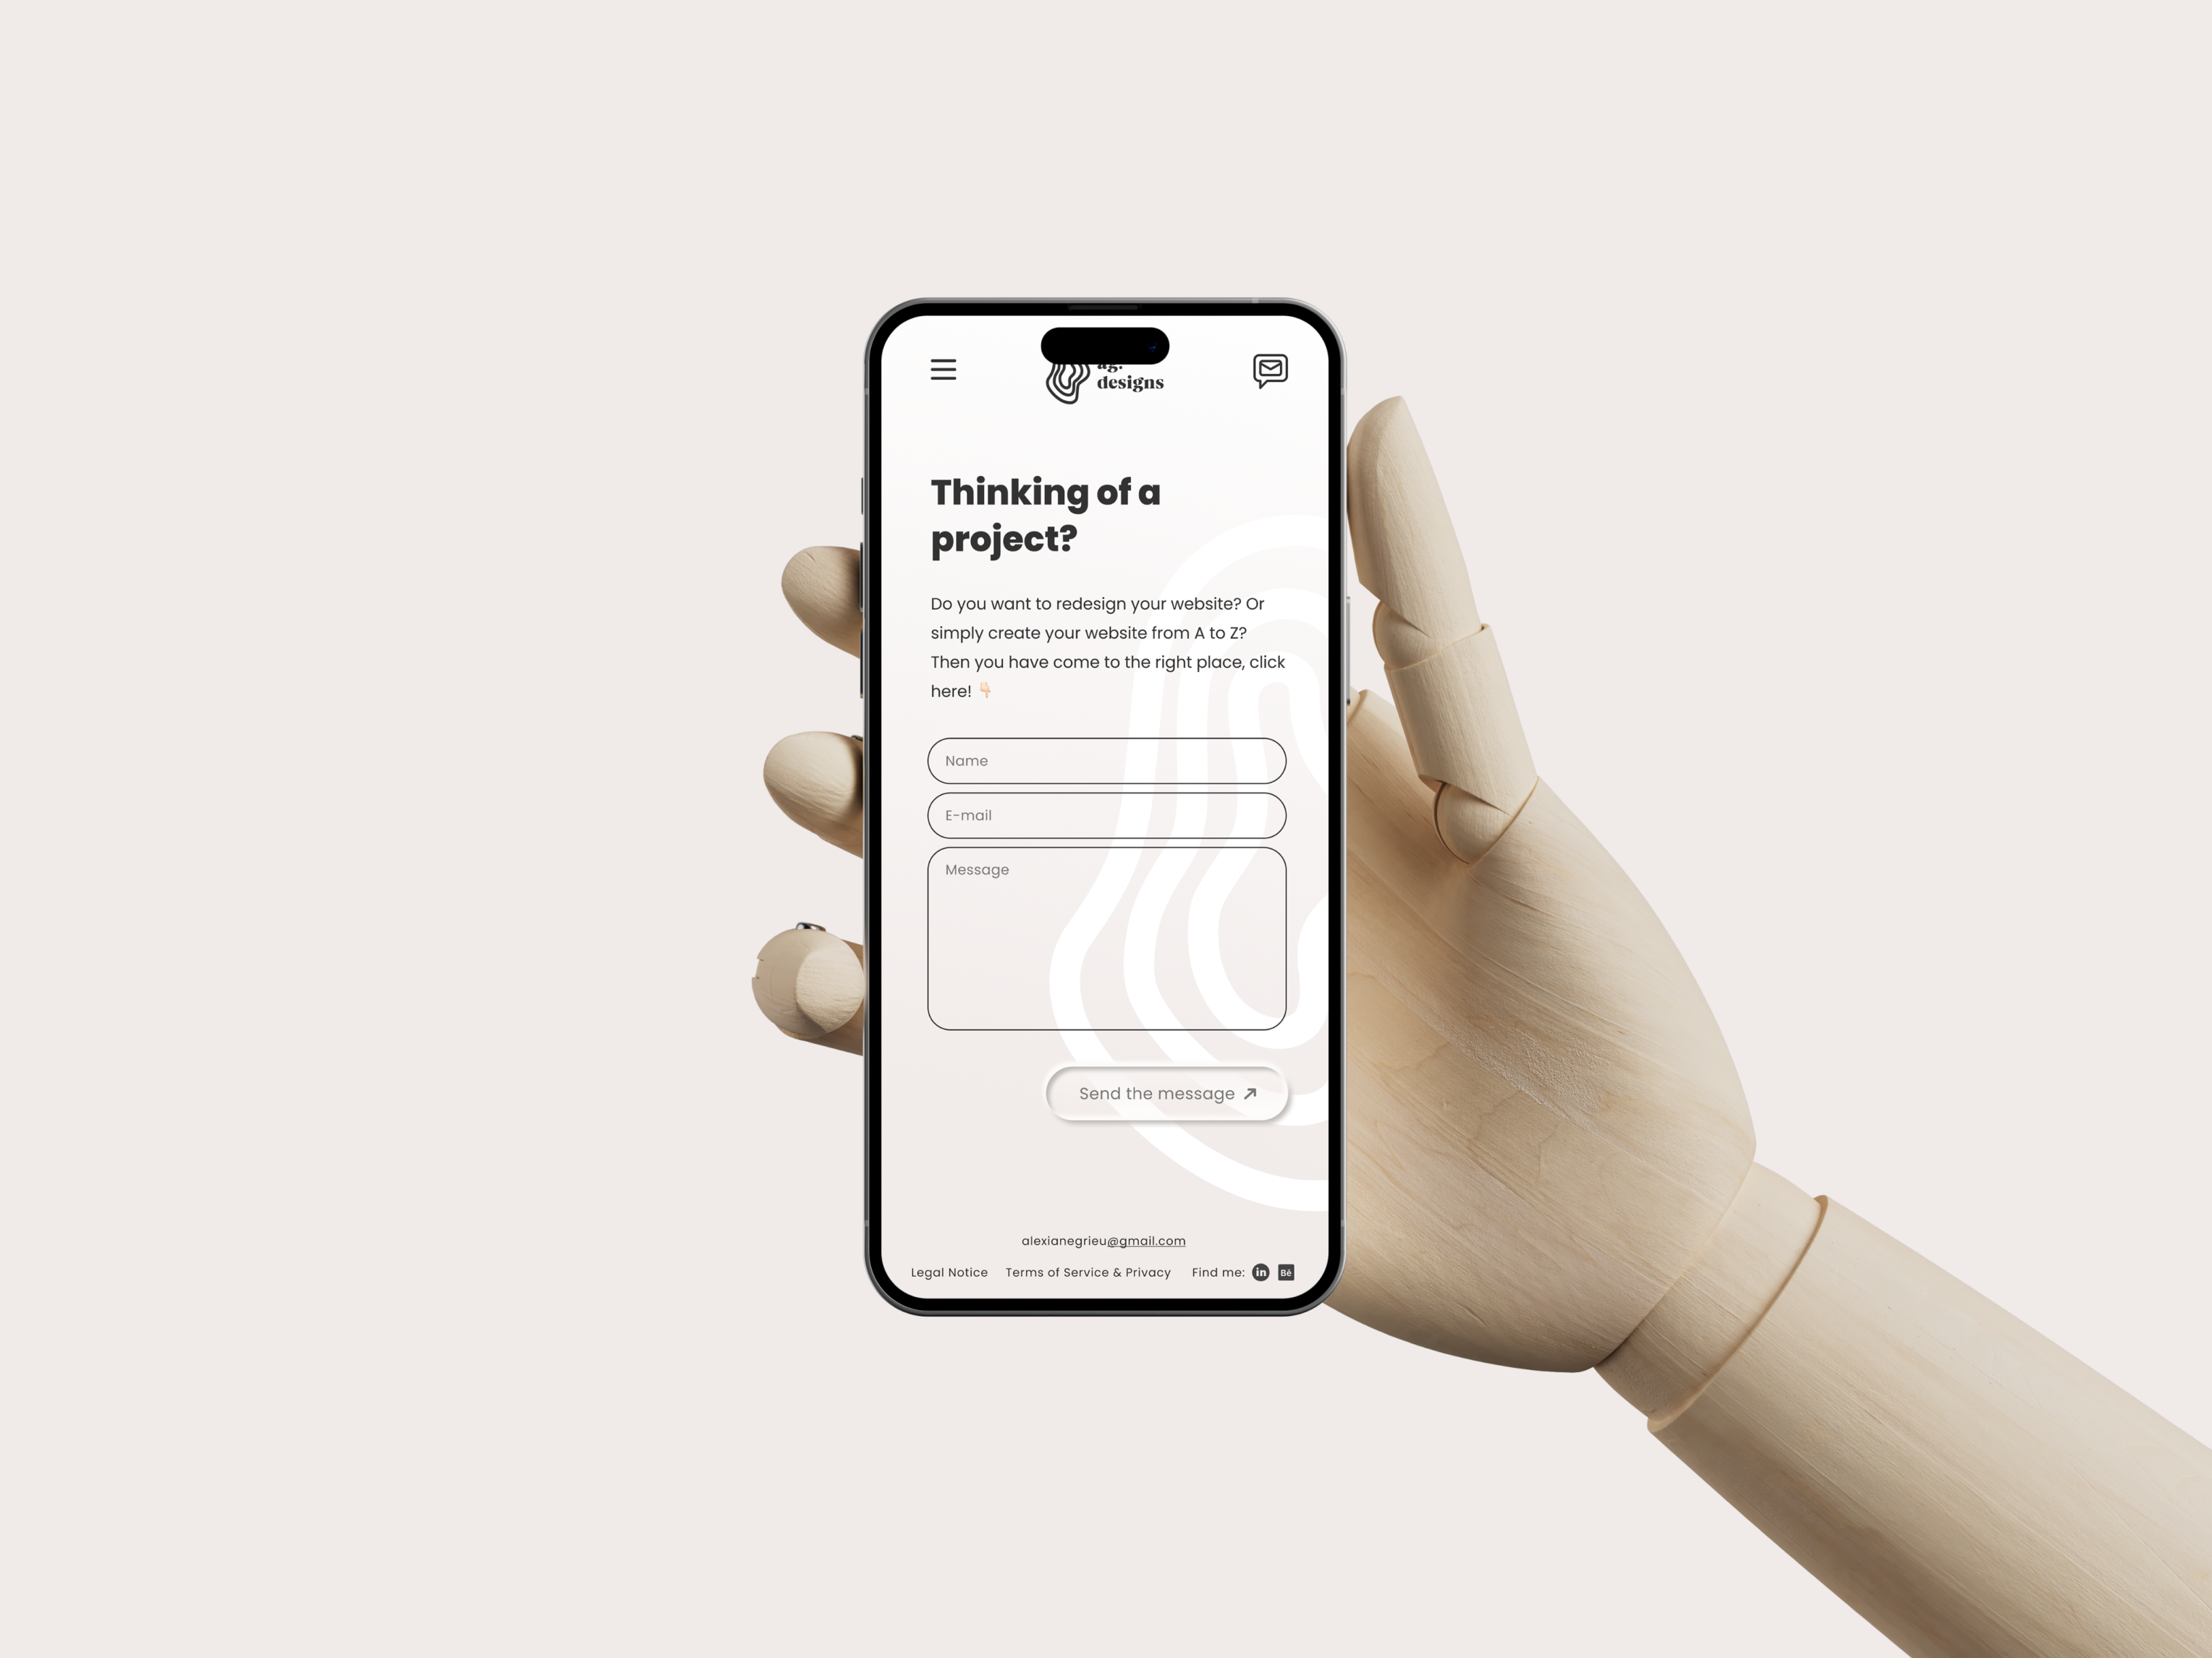 ag.
designs
Thinking of a
project?
Do you want to redesign your website? Or
simply create your website from A to Z?
Then you have come to the right place, click
here! 👇🏻
Name
E-mail
Message
Send the message
alexianegrieu@gmail.com
Legal Notice Terms of Service & Privacy Find me: in Bē